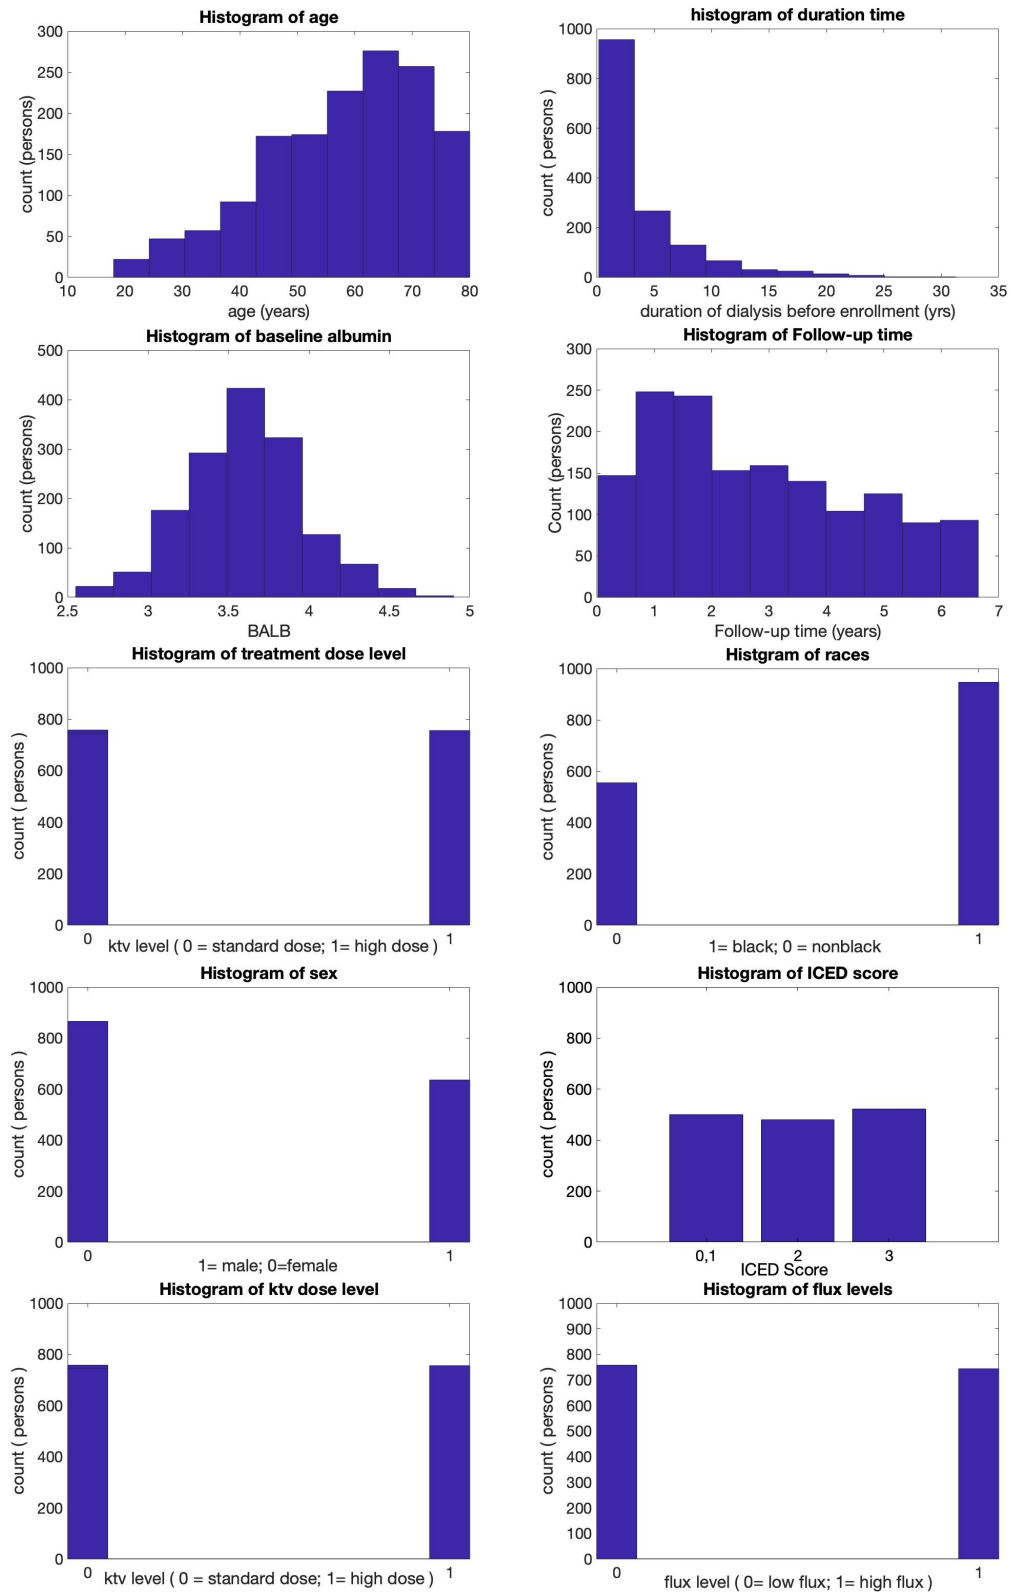 Histogram of age
300
250
200
150
100
50
0
count (persons)
10 20 30 40 50 60 70 80
age (years)
histogram of duration time
1000
800
600
400
200
0
count ( persons )
0 5 10 15 20 25 30 35
duration of dialysis before enrollment (yrs)
Histogram of baseline albumin
500
400
300
200
100
0
count (persons)
2.5 3 3.5 4 4.5 5
BALB
Histogram of Follow-up time
300
250
200
150
100
50
0
Count (persons)
0 1 2 3 4 5 6 7
Follow-up time (years)
Histogram of treatment dose level
1000
800
600
400
200
0
count ( persons )
0 1
ktv level ( 0 = standard dose; 1= high dose )
Histgram of races
1000
800
600
400
200
0
count ( persons )
0 1
1= black; 0 = nonblack
Histogram of sex
1000
800
600
400
200
0
count ( persons )
0 1
1= male; 0=female
Histogram of ICED score
1000
800
600
400
200
0
count ( persons )
0,1 2 3
ICED Score
Histogram of ktv dose level
1000
800
600
400
200
0
count ( persons )
0 1
ktv level ( 0 = standard dose; 1= high dose )
Histogram of flux levels
1000
900
800
700
600
500
400
300
200
100
0
count ( persons )
0 1
flux level ( 0= low flux; 1= high flux )